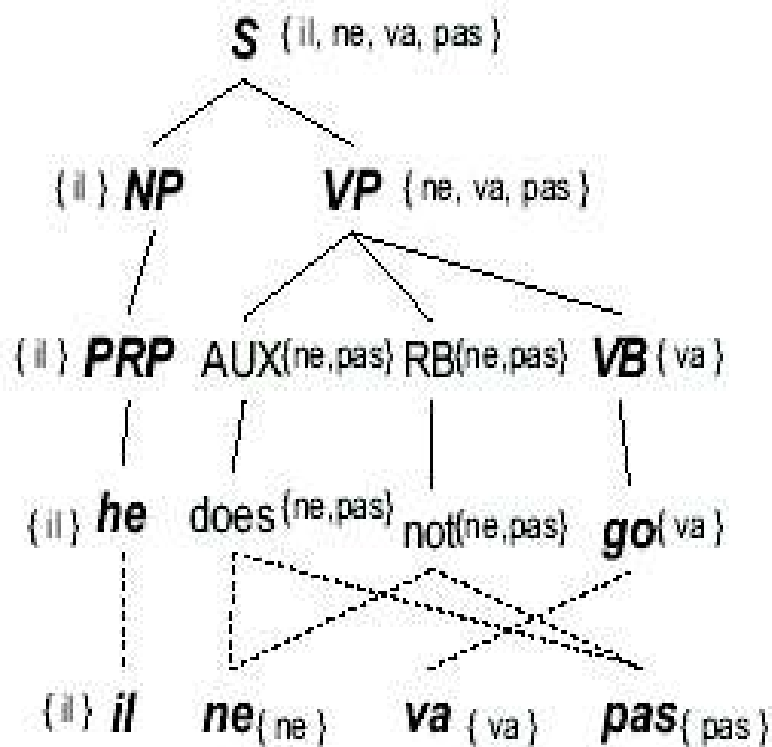 S { il, ne, va, pas }
{ il } NP VP { ne, va, pas }
{ il } PRP AUX{ne,pas} RB{ne,pas} VB { va }
{ il } he does {ne,pas} not{ne,pas} go{ va }
{ il } il ne { ne } va { va } pas{ pas }